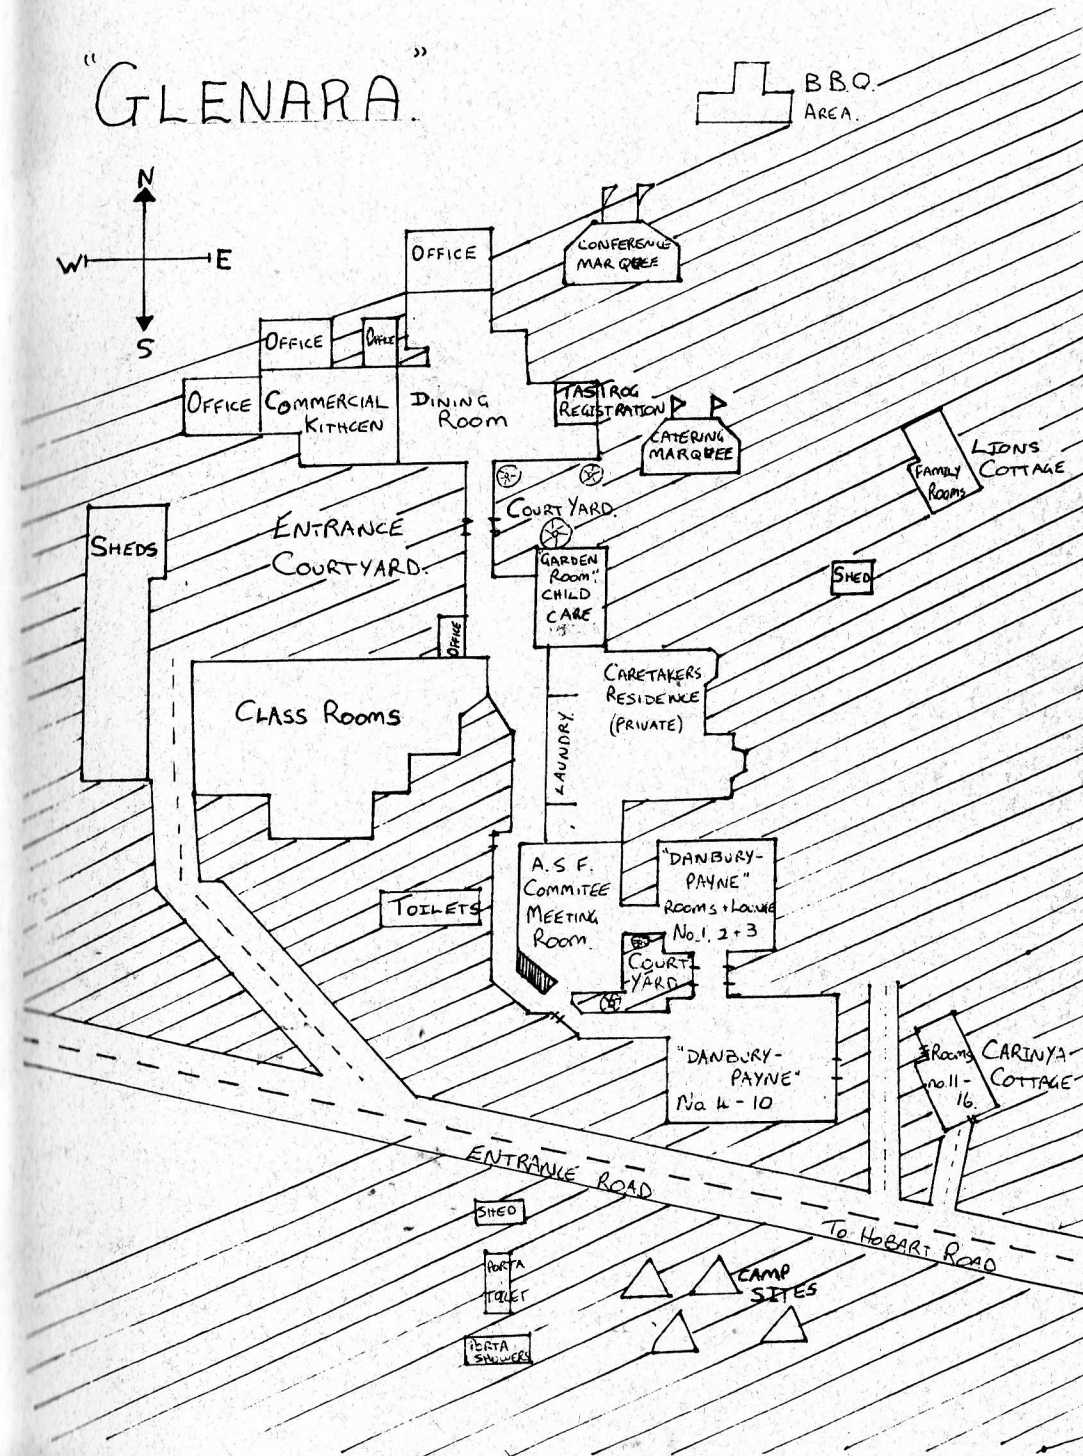 "GLENARA."
B.B.Q.
AREA.
N
W
E
S
CONFERENCE
MARQUEE
OFFICE
OFFICE
OFFICE
OFFICE
COMMERCIAL
KITHCEN
DINING
ROOM
TASTROG
REGISTRATION
CATERING
MARQUEE
LIONS
COTTAGE
FAMILY
ROOMS
SHEDS
ENTRANCE
COURTYARD.
COURTYARD.
"GARDEN
ROOM".
CHILD
CARE
SHED
OFFICE
CLASS ROOMS
CARETAKERS
RESIDENCE
(PRIVATE)
LAUNDRY.
A.S.F.
COMMITEE
MEETING
ROOM.
"DANBURY-
PAYNE"
ROOMS + LOUNGE
No. 1, 2 + 3
TOILETS
COURT
YARD
"DANBURY-
PAYNE"
No 4 - 10
ROOMS
no. 11 -
16.
CARINYA
COTTAGE
ENTRANCE ROAD
TO HOBART ROAD
SHED
PORTA
TOILET
PORTA
SHOWERS
CAMP
SITES